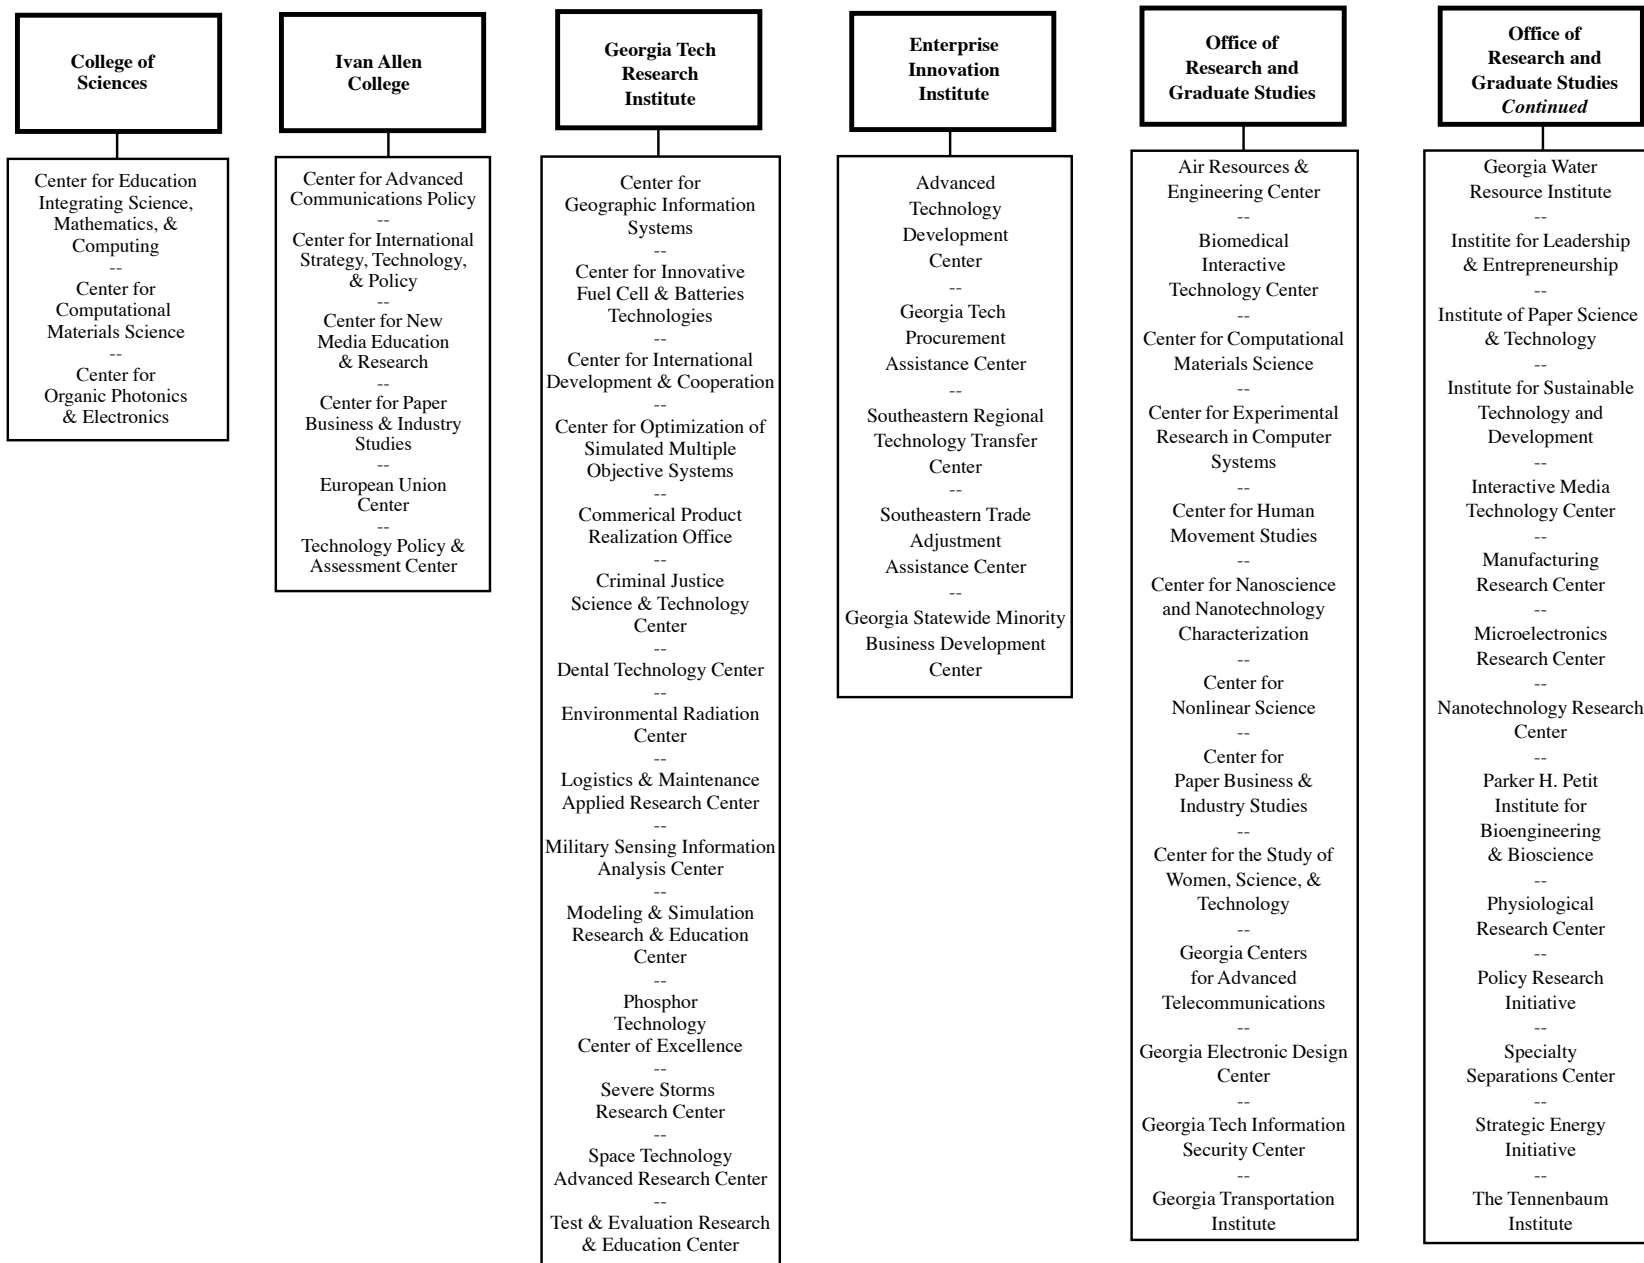 College of
Sciences
Center for Education
Integrating Science,
Mathematics, &
Computing
--
Center for
Computational
Materials Science
--
Center for
Organic Photonics
& Electronics
Ivan Allen
College
Center for Advanced
Communications Policy
--
Center for International
Strategy, Technology,
& Policy
--
Center for New
Media Education
& Research
--
Center for Paper
Business & Industry
Studies
--
European Union
Center
--
Technology Policy &
Assessment Center
Georgia Tech
Research
Institute
Center for
Geographic Information
Systems
--
Center for Innovative
Fuel Cell & Batteries
Technologies
--
Center for International
Development & Cooperation
--
Center for Optimization of
Simulated Multiple
Objective Systems
--
Commerical Product
Realization Office
--
Criminal Justice
Science & Technology
Center
--
Dental Technology Center
--
Environmental Radiation
Center
--
Logistics & Maintenance
Applied Research Center
--
Military Sensing Information
Analysis Center
--
Modeling & Simulation
Research & Education
Center
--
Phosphor
Technology
Center of Excellence
--
Severe Storms
Research Center
--
Space Technology
Advanced Research Center
--
Test & Evaluation Research
& Education Center
Enterprise
Innovation
Institute
Advanced
Technology
Development
Center
--
Georgia Tech
Procurement
Assistance Center
--
Southeastern Regional
Technology Transfer
Center
--
Southeastern Trade
Adjustment
Assistance Center
--
Georgia Statewide Minority
Business Development
Center
Office of
Research and
Graduate Studies
Air Resources &
Engineering Center
--
Biomedical
Interactive
Technology Center
--
Center for Computational
Materials Science
--
Center for Experimental
Research in Computer
Systems
--
Center for Human
Movement Studies
--
Center for Nanoscience
and Nanotechnology
Characterization
--
Center for
Nonlinear Science
--
Center for
Paper Business &
Industry Studies
--
Center for the Study of
Women, Science, &
Technology
--
Georgia Centers
for Advanced
Telecommunications
--
Georgia Electronic Design
Center
--
Georgia Tech Information
Security Center
--
Georgia Transportation
Institute
Office of
Research and
Graduate Studies
Continued
Georgia Water
Resource Institute
--
Institite for Leadership
& Entrepreneurship
--
Institute of Paper Science
& Technology
--
Institute for Sustainable
Technology and
Development
--
Interactive Media
Technology Center
--
Manufacturing
Research Center
--
Microelectronics
Research Center
--
Nanotechnology Research
Center
--
Parker H. Petit
Institute for
Bioengineering
& Bioscience
--
Physiological
Research Center
--
Policy Research
Initiative
--
Specialty
Separations Center
--
Strategic Energy
Initiative
--
The Tennenbaum
Institute